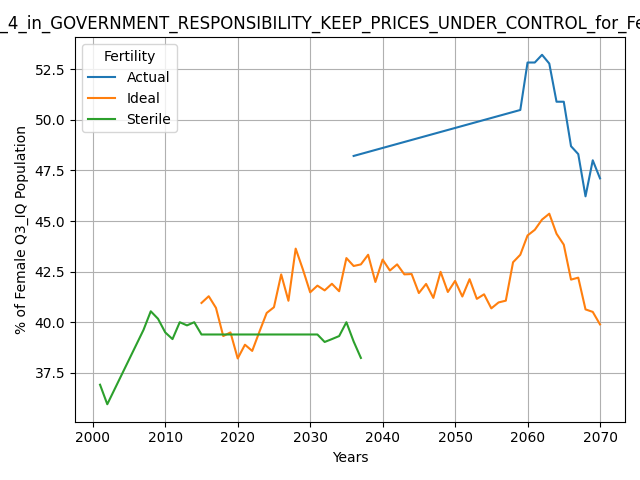 _4_in_GOVERNMENT_RESPONSIBILITY_KEEP_PRICES_UNDER_CONTROL_for_Fe
Fertility
Actual
Ideal
Sterile
% of Female Q3_IQ Population
52.5
50.0
47.5
45.0
42.5
40.0
37.5
2000 2010 2020 2030 2040 2050 2060 2070
Years